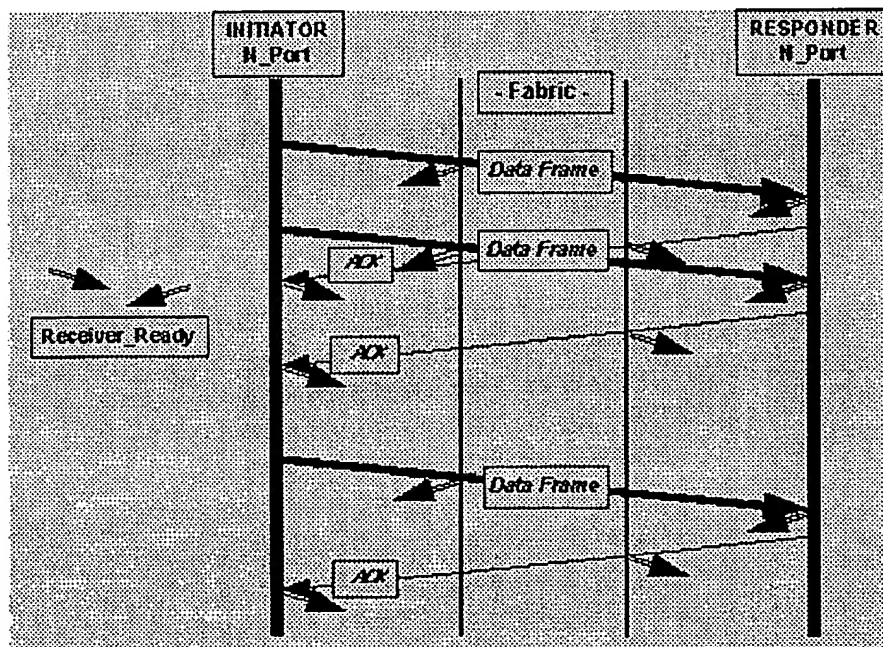 INITIATOR
N_Port
RESPONDER
N_Port
- Fabric -
Data Frame
Data Frame
ACK
Receiver_Ready
ACK
Data Frame
ACK